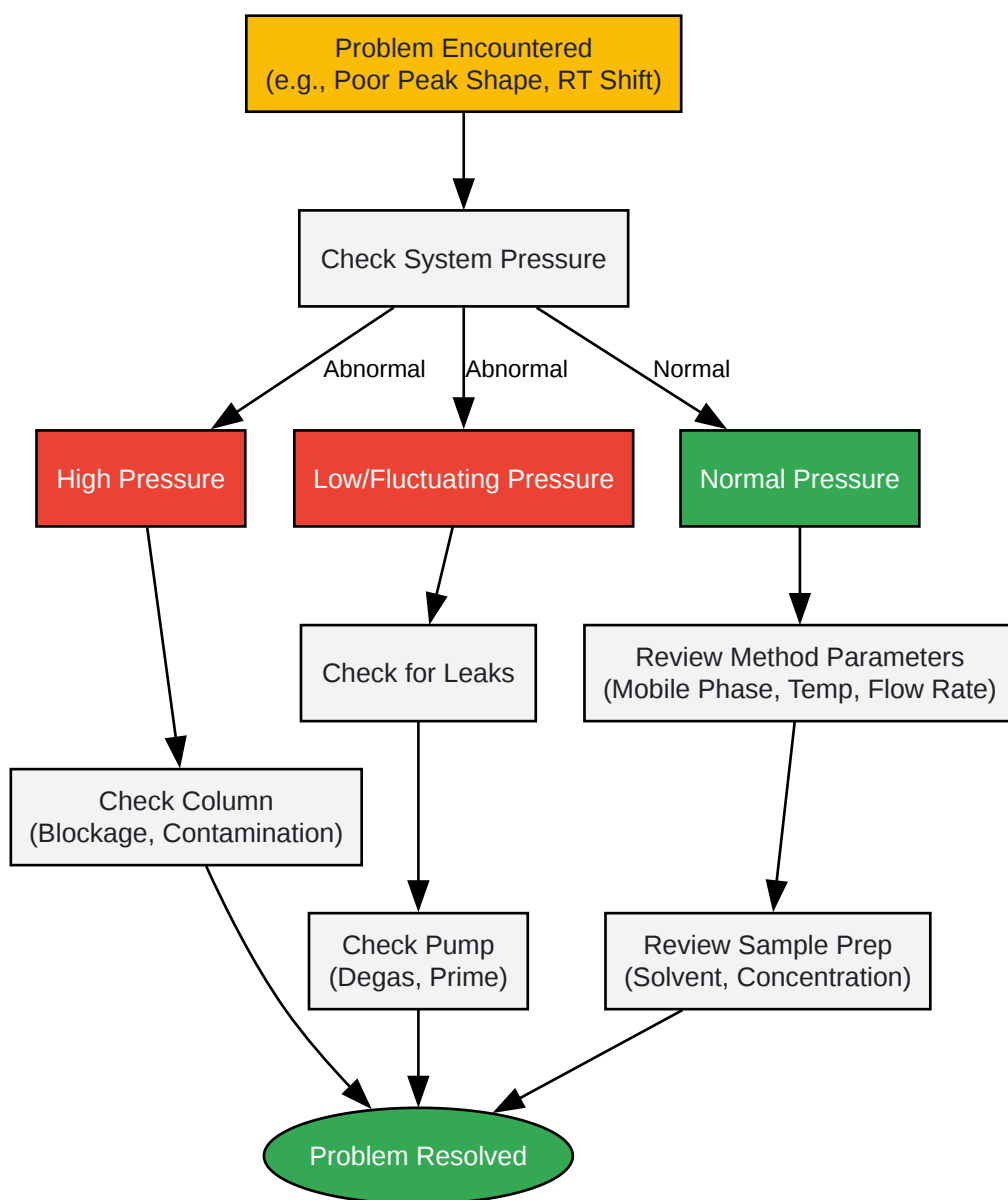 Problem Encountered
(e.g., Poor Peak Shape, RT Shift)
Check System Pressure
Abnormal
Abnormal
Normal
High Pressure
Low/Fluctuating Pressure
Normal Pressure
Check for Leaks
Review Method Parameters
(Mobile Phase, Temp, Flow Rate)
Check Column
(Blockage, Contamination)
Check Pump
(Degas, Prime)
Review Sample Prep
(Solvent, Concentration)
Problem Resolved